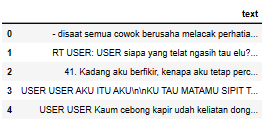 text
0 - disaat semua cowok berusaha melacak perhatia...
1 RT USER: USER siapa yang telat ngasih tau elu?...
2 41. Kadang aku berfikir, kenapa aku tetap perc...
3 USER USER AKU ITU AKU\n\nKU TAU MATAMU SIPIT T...
4 USER USER Kaum cebong kapir udah keliatan dong...